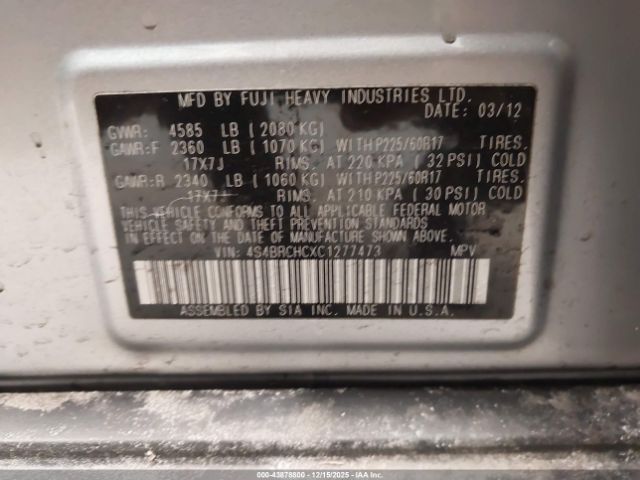 MFD BY FUJI HEAVY INDUSTRIES LTD.
DATE: 03/12
GVWR: 4585 LB (2080 KG)
GAWR:F 2360 LB (1070 KG) WITH P225/60R17 TIRES.
17X7J RIMS. AT 220 KPA (32 PSI) COLD
GAWR:R 2340 LB (1060 KG) WITH P225/60R17 TIRES.
17X7J RIMS. AT 210 KPA (30 PSI) COLD
THIS VEHICLE CONFORMS TO ALL APPLICABLE FEDERAL MOTOR
VEHICLE SAFETY AND THEFT PREVENTION STANDARDS
IN EFFECT ON THE DATE OF MANUFACTURE SHOWN ABOVE.
VIN: 4S4BRCHCXC1277473 MPV
ASSEMBLED BY SIA INC. MADE IN U.S.A.
000-43878800 - 12/15/2025 - IAA